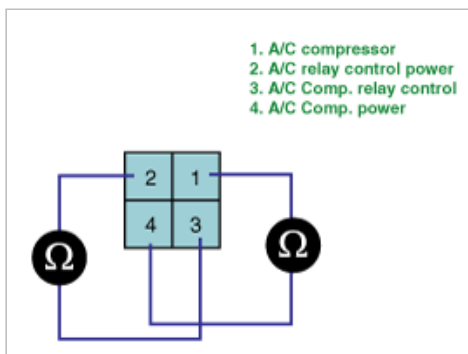 1. A/C compressor
2. A/C relay control power
3. A/C Comp. relay control
4. A/C Comp. power
2 1
4 3
Ω Ω